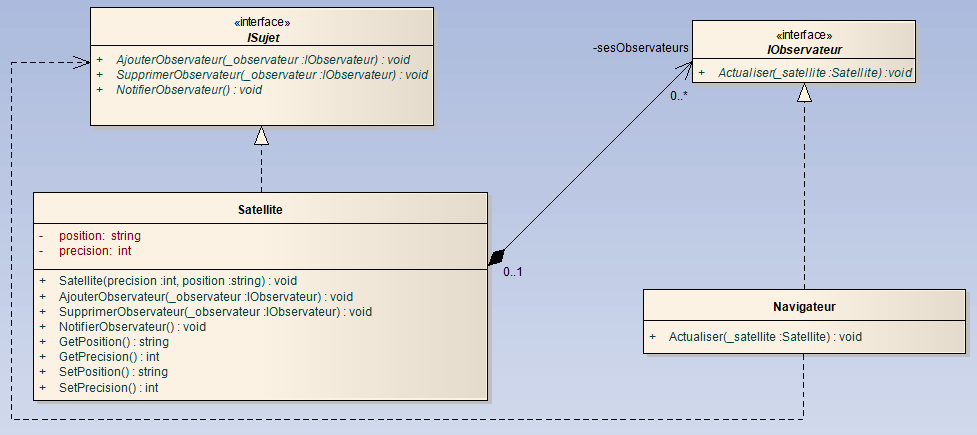 «interface»
ISujet
+ AjouterObservateur(_observateur :IObservateur) : void
+ SupprimerObservateur(_observateur :IObservateur) : void
+ NotifierObservateur() : void
«interface»
IObservateur
+ Actualiser(_satellite :Satellite) :void
-sesObservateurs
0..*
Satellite
- position: string
- precision: int
+ Satellite(precision :int, position :string) : void
+ AjouterObservateur(_observateur :IObservateur) : void
+ SupprimerObservateur(_observateur :IObservateur) : void
+ NotifierObservateur() : void
+ GetPosition() : string
+ GetPrecision() : int
+ SetPosition() : string
+ SetPrecision() : int
0..1
Navigateur
+ Actualiser(_satellite :Satellite) : void